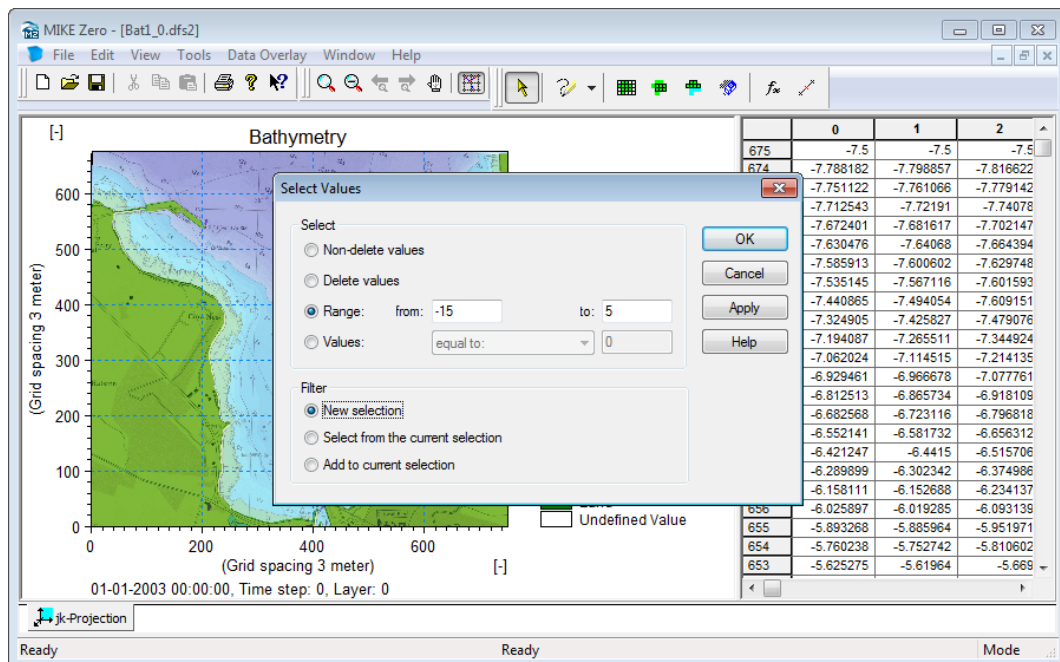 MIKE Zero - [Bat1_0.dfs2]
File Edit View Tools Data Overlay Window Help
[-]
Bathymetry
600
500
400
300
200
100
0
(Grid spacing 3 meter)
0 200 400 600
(Grid spacing 3 meter) [-]
01-01-2003 00:00:00, Time step: 0, Layer: 0
Undefined Value
Select Values
Select
Non-delete values
Delete values
Range: from: -15 to: 5
Values: equal to: 0
Filter
New selection
Select from the current selection
Add to current selection
OK
Cancel
Apply
Help
0 1 2
675 -7.5 -7.5 -7.5
674 -7.788182 -7.798857 -7.816622
-7.751122 -7.761066 -7.779142
-7.712543 -7.72191 -7.74078
-7.672401 -7.681617 -7.702147
-7.630476 -7.64068 -7.664394
-7.585913 -7.600602 -7.629748
-7.535145 -7.567116 -7.601593
-7.440865 -7.494054 -7.609151
-7.324905 -7.425827 -7.479076
-7.194087 -7.265511 -7.344924
-7.062024 -7.114515 -7.214135
-6.929461 -6.966678 -7.077761
-6.812513 -6.865734 -6.918109
-6.682568 -6.723116 -6.796818
-6.552141 -6.581732 -6.656312
-6.421247 -6.4415 -6.515706
-6.289899 -6.302342 -6.374986
-6.158111 -6.152688 -6.234137
656 -6.025897 -6.019285 -6.093139
655 -5.893268 -5.885964 -5.951971
654 -5.760238 -5.752742 -5.810602
653 -5.625275 -5.61964 -5.669
jk-Projection
Ready Ready Mode